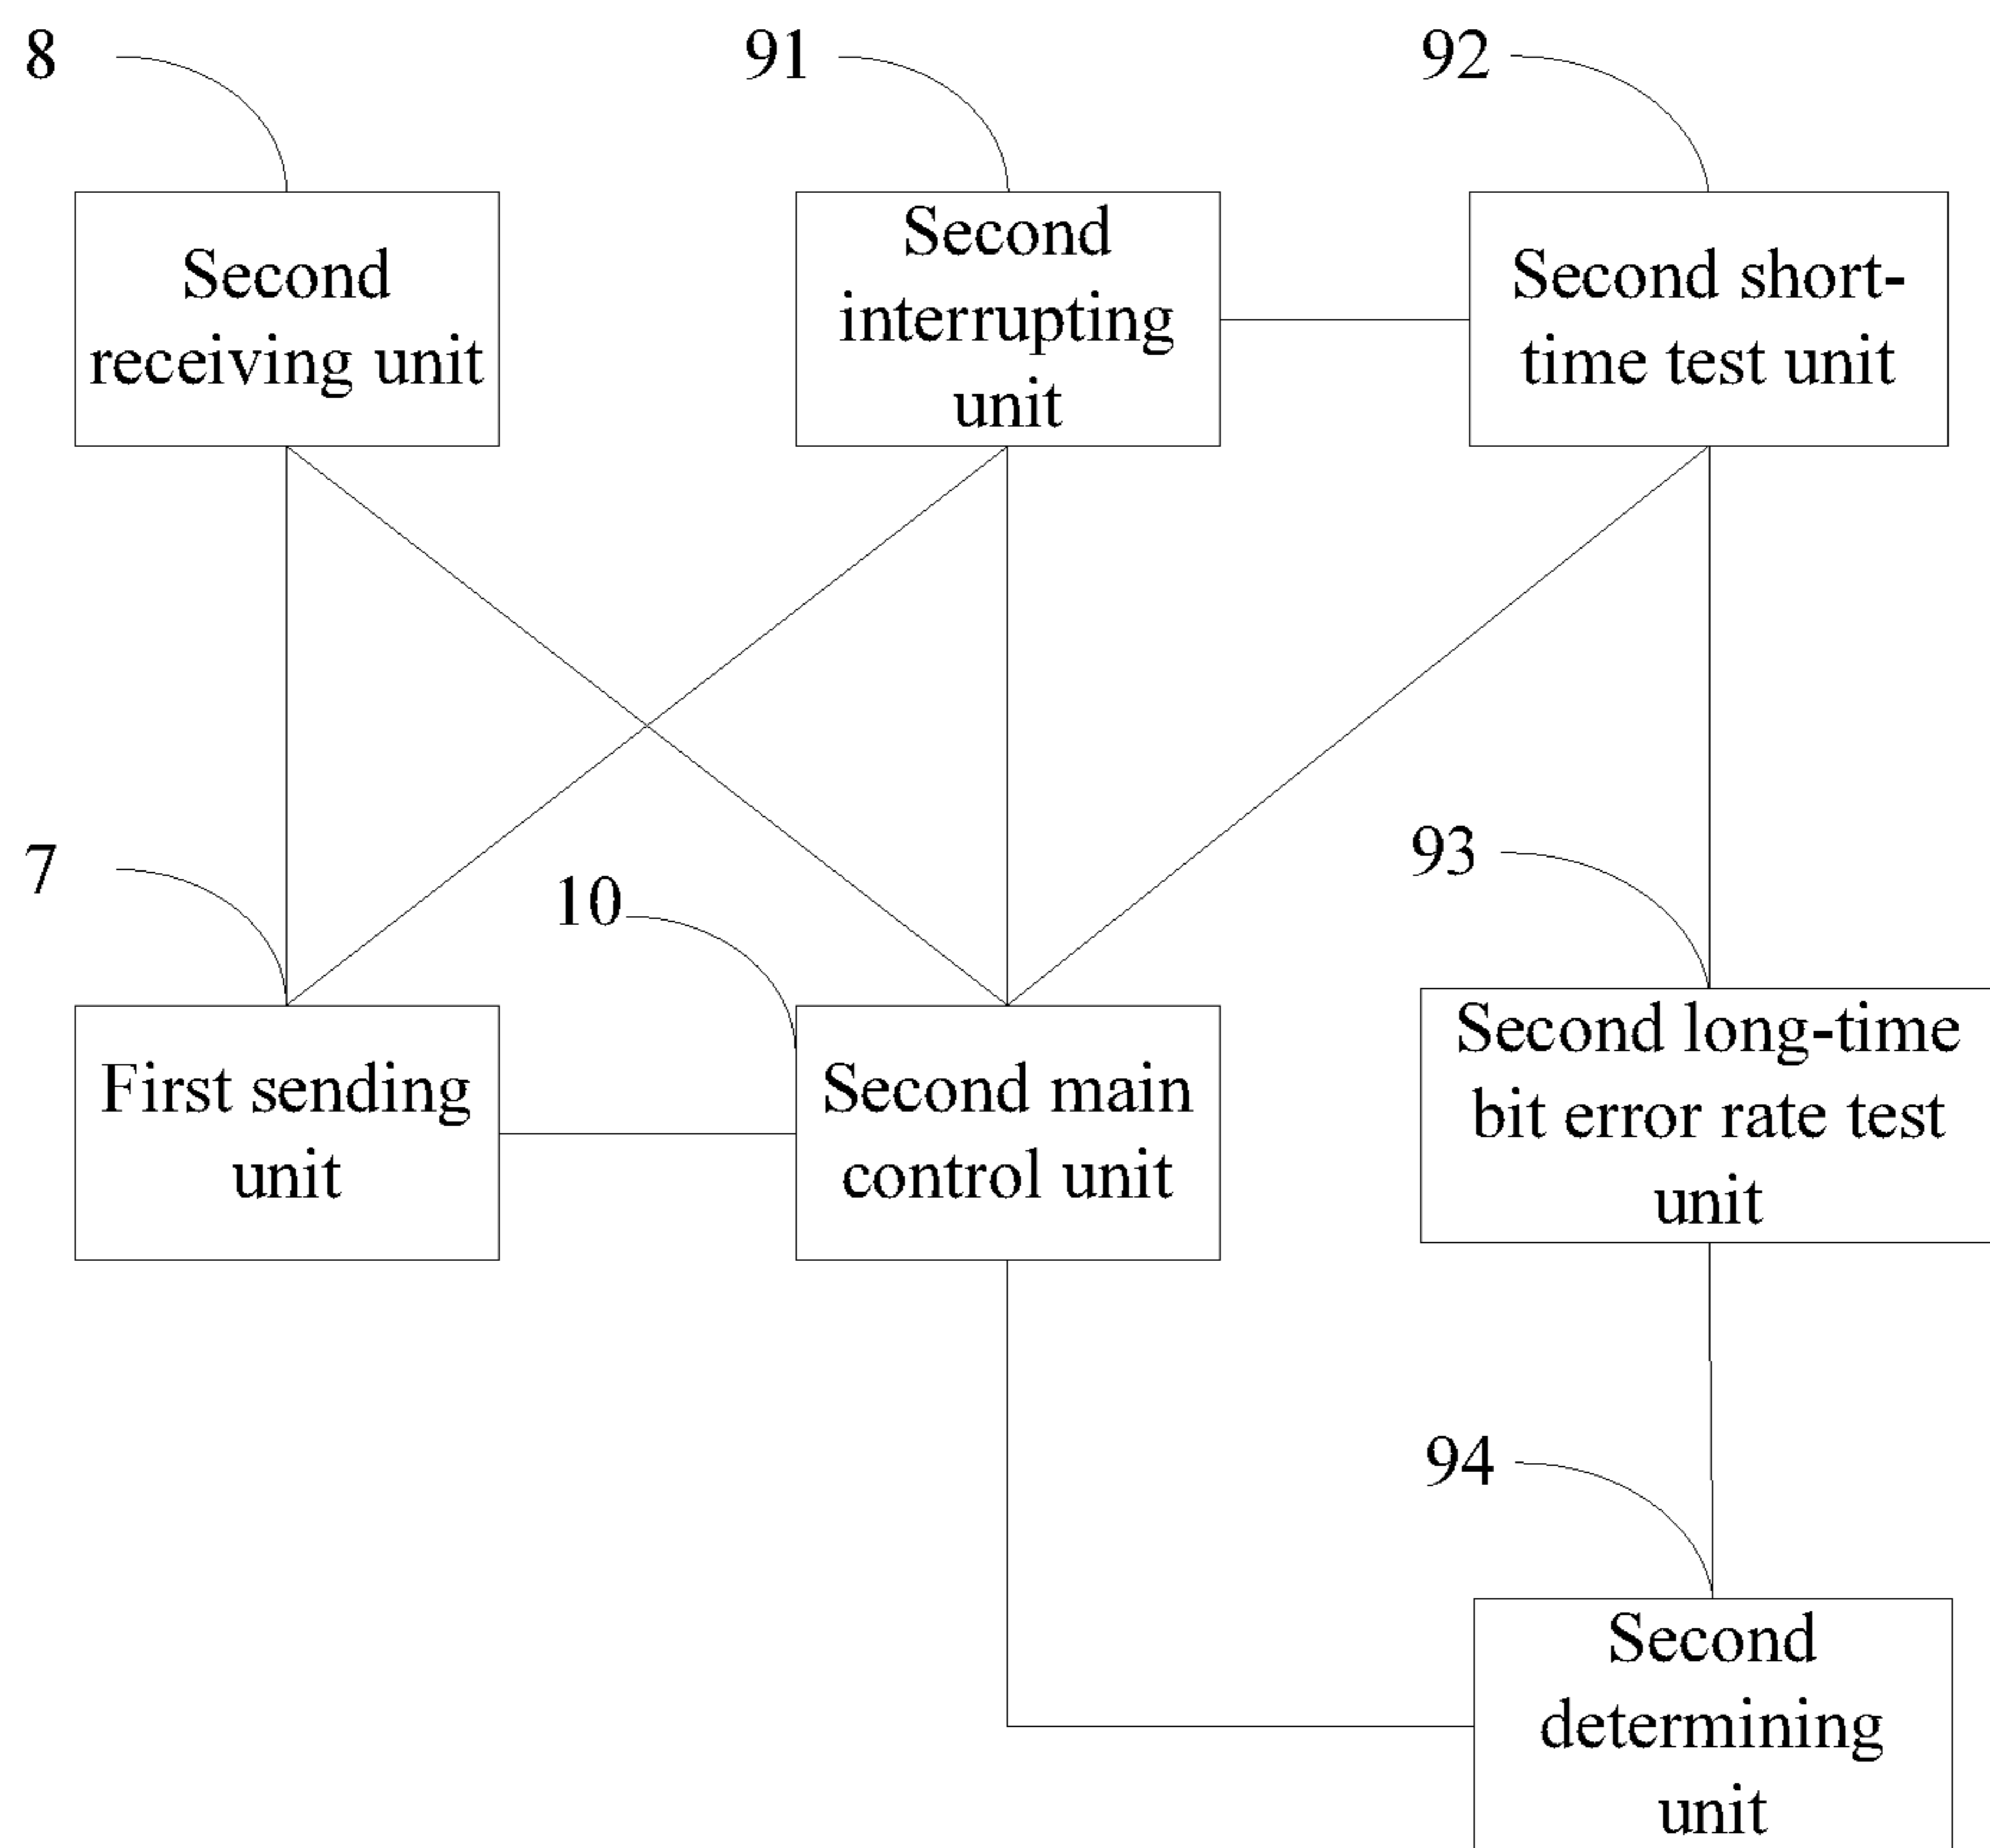 8
91
92
Second
receiving unit
Second
interrupting
unit
Second short-
time test unit
7
10
93
First sending
unit
Second main
control unit
Second long-time
bit error rate test
unit
94
Second
determining
unit